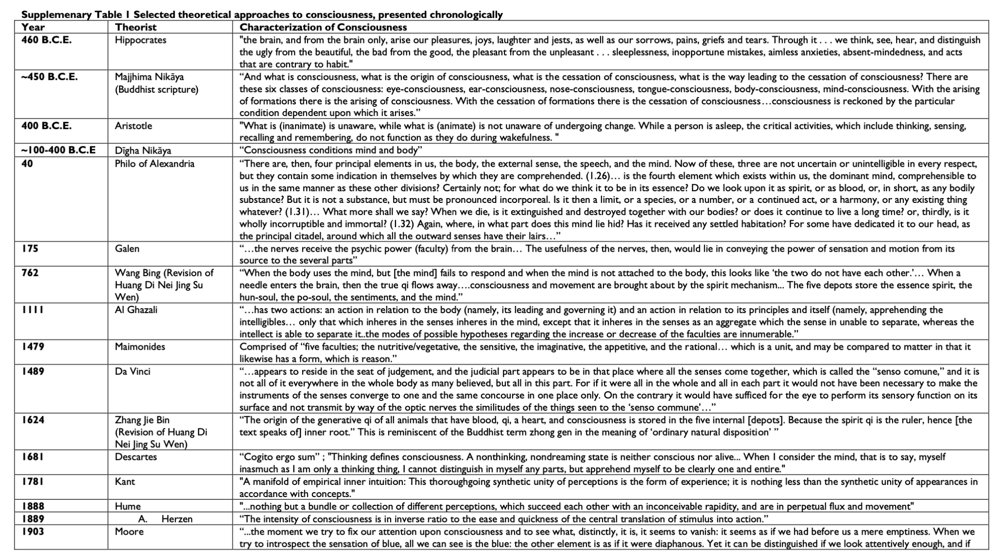 Supplemenary Table 1 Selected theoretical approaches to consciousness, presented chronologically
Year Theorist Characterization of Consciousness
460 B.C.E. Hippocrates "the brain, and from the brain only, arise our pleasures, joys, laughter and jests, as well as our sorrows, pains, griefs and tears. Through it . . . we think, see, hear, and distinguish
the ugly from the beautiful, the bad from the good, the pleasant from the unpleasant . . . sleeplessness, inopportune mistakes, aimless anxieties, absent-mindedness, and acts
that are contrary to habit."
~450 B.C.E. Majjhima Nikāya “And what is consciousness, what is the origin of consciousness, what is the cessation of consciousness, what is the way leading to the cessation of consciousness? There are
(Buddhist scripture) these six classes of consciousness: eye-consciousness, ear-consciousness, nose-consciousness, tongue-consciousness, body-consciousness, mind-consciousness. With the arising
of formations there is the arising of consciousness. With the cessation of formations there is the cessation of consciousness…consciousness is reckoned by the particular
condition dependent upon which it arises.”
400 B.C.E. Aristotle "What is (inanimate) is unaware, while what is (animate) is not unaware of undergoing change. While a person is asleep, the critical activities, which include thinking, sensing,
recalling and remembering, do not function as they do during wakefulness. "
~100-400 B.C.E Dīgha Nikāya “Consciousness conditions mind and body”
40 Philo of Alexandria “There are, then, four principal elements in us, the body, the external sense, the speech, and the mind. Now of these, three are not uncertain or unintelligible in every respect,
but they contain some indication in themselves by which they are comprehended. (1.26)… is the fourth element which exists within us, the dominant mind, comprehensible to
us in the same manner as these other divisions? Certainly not; for what do we think it to be in its essence? Do we look upon it as spirit, or as blood, or, in short, as any bodily
substance? But it is not a substance, but must be pronounced incorporeal. Is it then a limit, or a species, or a number, or a continued act, or a harmony, or any existing thing
whatever? (1.31)… What more shall we say? When we die, is it extinguished and destroyed together with our bodies? or does it continue to live a long time? or, thirdly, is it
wholly incorruptible and immortal? (1.32) Again, where, in what part does this mind lie hid? Has it received any settled habitation? For some have dedicated it to our head, as
the principal citadel, around which all the outward senses have their lairs…”
175 Galen “…the nerves receive the psychic power (faculty) from the brain… The usefulness of the nerves, then, would lie in conveying the power of sensation and motion from its
source to the several parts”
762 Wang Bing (Revision of “When the body uses the mind, but [the mind] fails to respond and when the mind is not attached to the body, this looks like ‘the two do not have each other.’… When a
Huang Di Nei Jing Su needle enters the brain, then the true qi flows away….consciousness and movement are brought about by the spirit mechanism... The five depots store the essence spirit, the
Wen) hun-soul, the po-soul, the sentiments, and the mind.”
1111 Al Ghazali “…has two actions: an action in relation to the body (namely, its leading and governing it) and an action in relation to its principles and itself (namely, apprehending the
intelligibles… only that which inheres in the senses inheres in the mind, except that it inheres in the senses as an aggregate which the sense in unable to separate, whereas the
intellect is able to separate it..the modes of possible hypotheses regarding the increase or decrease of the faculties are innumerable.”
1479 Maimonides Comprised of “five faculties; the nutritive/vegetative, the sensitive, the imaginative, the appetitive, and the rational… which is a unit, and may be compared to matter in that it
likewise has a form, which is reason.”
1489 Da Vinci “…appears to reside in the seat of judgement, and the judicial part appears to be in that place where all the senses come together, which is called the “senso comune,” and it is
not all of it everywhere in the whole body as many believed, but all in this part. For if it were all in the whole and all in each part it would not have been necessary to make the
instruments of the senses converge to one and the same concourse in one place only. On the contrary it would have sufficed for the eye to perform its sensory function on its
surface and not transmit by way of the optic nerves the similitudes of the things seen to the ‘senso commune’…”
1624 Zhang Jie Bin “The origin of the generative qi of all animals that have blood, qi, a heart, and consciousness is stored in the five internal [depots]. Because the spirit qi is the ruler, hence [the
(Revision of Huang Di text speaks of] inner root.” This is reminiscent of the Buddhist term zhong gen in the meaning of ‘ordinary natural disposition’ ”
Nei Jing Su Wen)
1681 Descartes “Cogito ergo sum” ; "Thinking defines consciousness. A nonthinking, nondreaming state is neither conscious nor alive... When I consider the mind, that is to say, myself
inasmuch as I am only a thinking thing, I cannot distinguish in myself any parts, but apprehend myself to be clearly one and entire."
1781 Kant "A manifold of empirical inner intuition: This thoroughgoing synthetic unity of perceptions is the form of experience; it is nothing less than the synthetic unity of appearances in
accordance with concepts."
1888 Hume "...nothing but a bundle or collection of different perceptions, which succeed each other with an inconceivable rapidity, and are in perpetual flux and movement"
1889 A. Herzen “The intensity of consciousness is in inverse ratio to the ease and quickness of the central translation of stimulus into action.”
1903 Moore “...the moment we try to fix our attention upon consciousness and to see what, distinctly, it is, it seems to vanish: it seems as if we had before us a mere emptiness. When we
try to introspect the sensation of blue, all we can see is the blue: the other element is as if it were diaphanous. Yet it can be distinguished if we look attentively enough, and if